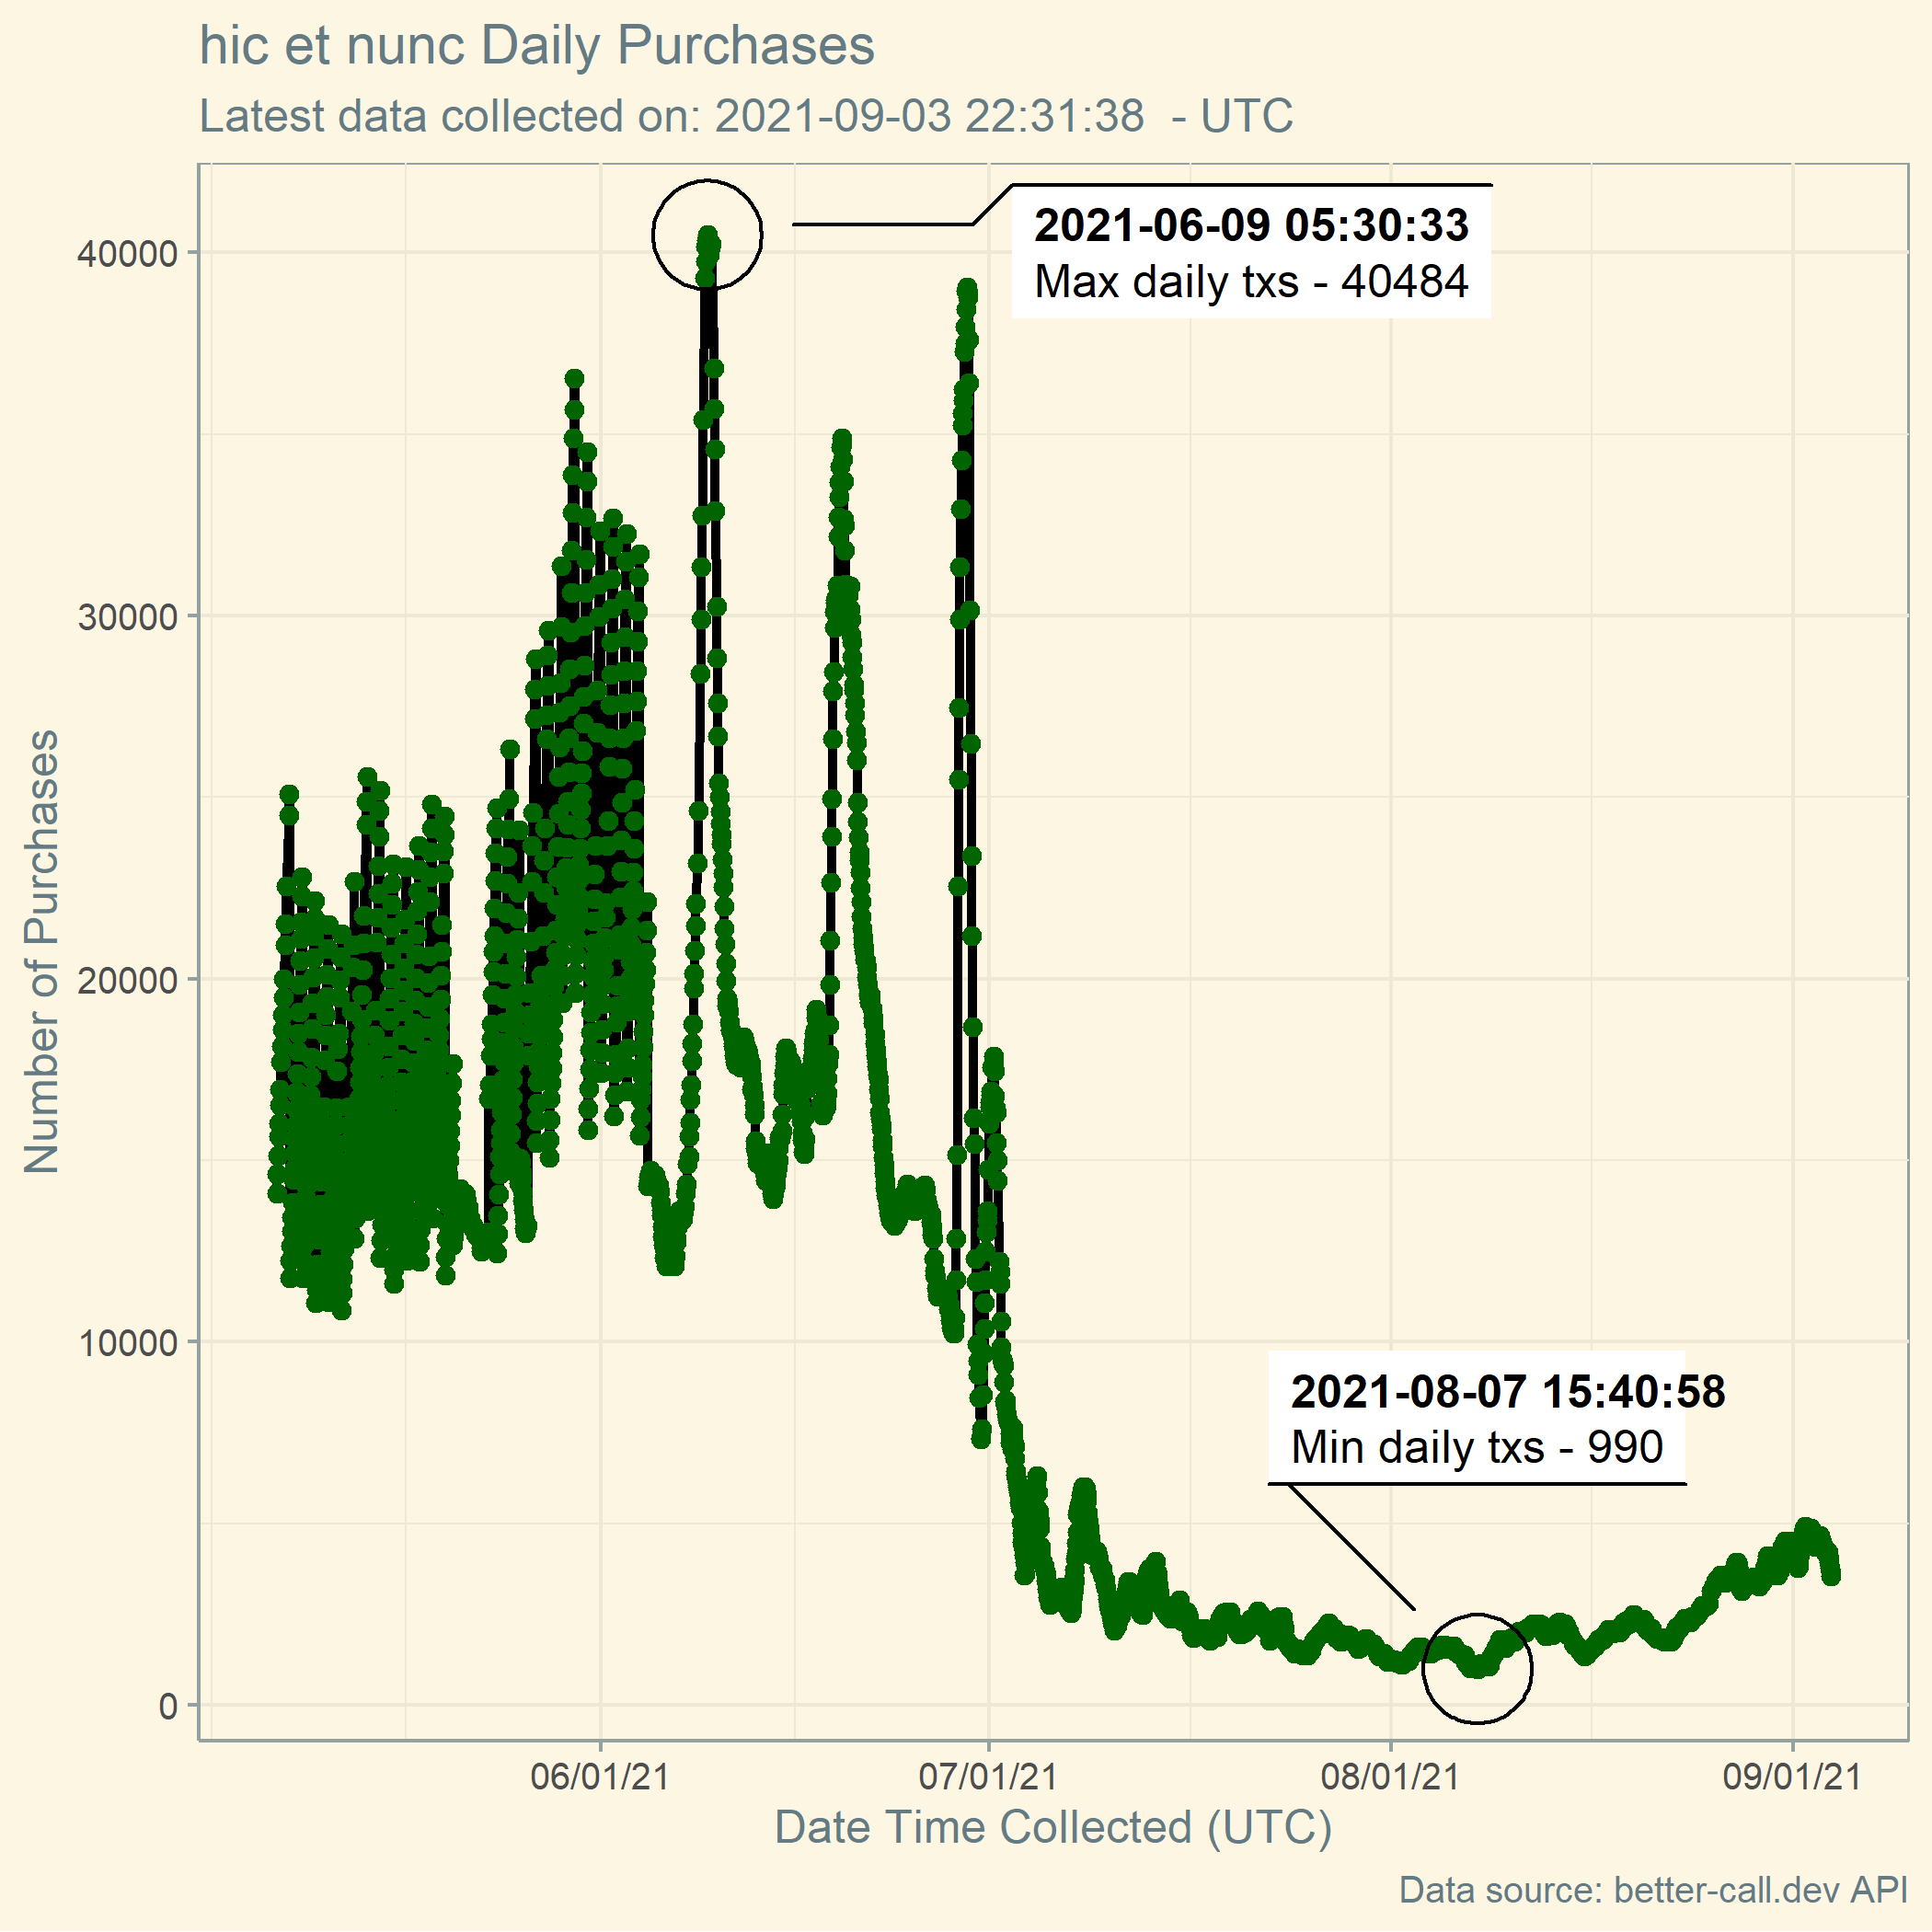 hic et nunc Daily Purchases
Latest data collected on: 2021-09-03 22:31:38  - UTC
2021-06-09 05:30:33
Max daily txs - 40484
40000
30000
20000
10000
0
Number of Purchases
2021-08-07 15:40:58
Min daily txs - 990
06/01/21
07/01/21
08/01/21
09/01/21
Date Time Collected (UTC)
Data source: better-call.dev API